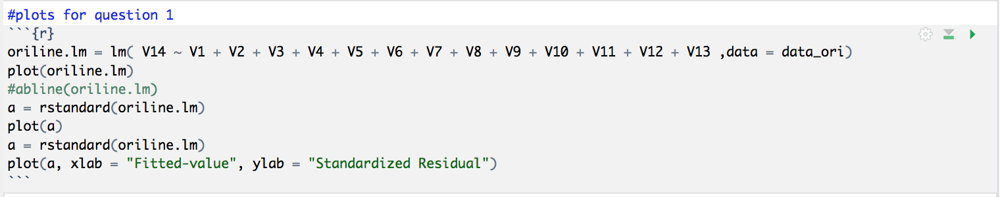 #plots for question 1
```{r}
oriline.lm = lm( V14 ~ V1 + V2 + V3 + V4 + V5 + V6 + V7 + V8 + V9 + V10 + V11 + V12 + V13 ,data = data_ori)
plot(oriline.lm)
#abline(oriline.lm)
a = rstandard(oriline.lm)
plot(a)
a = rstandard(oriline.lm)
plot(a, xlab = "Fitted-value", ylab = "Standardized Residual")
```